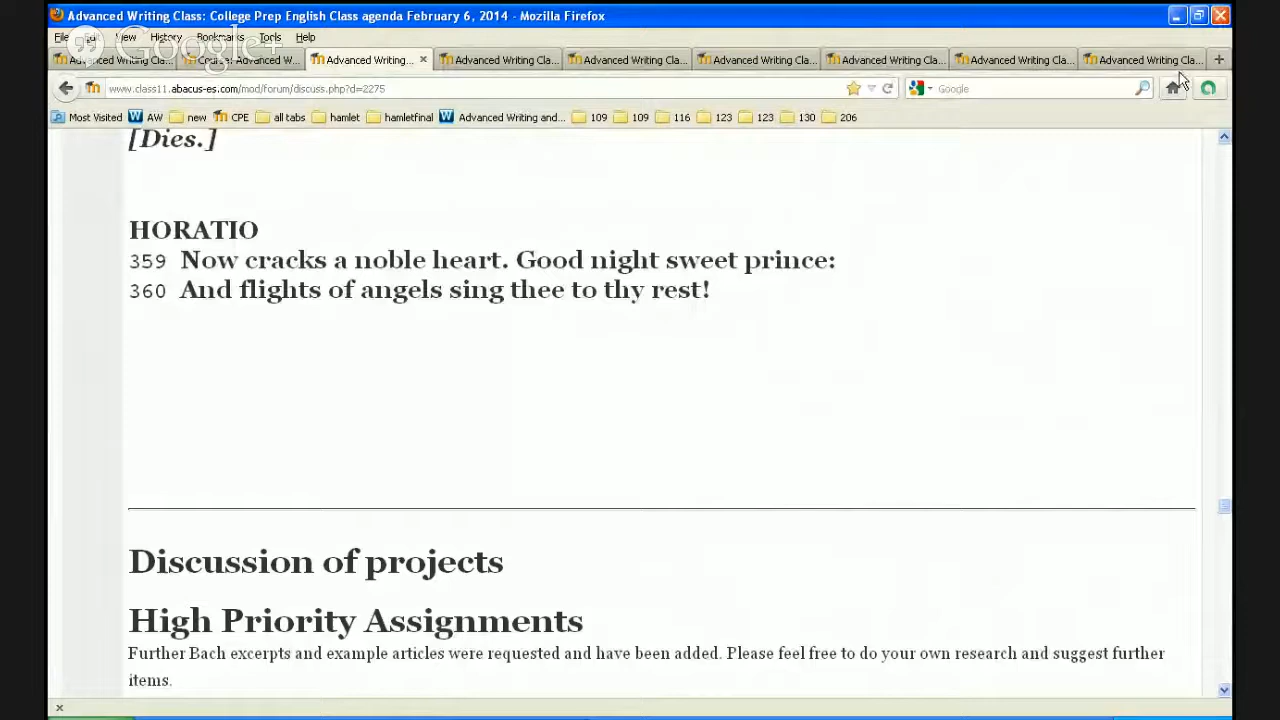 Advanced Writing Class: College Prep English Class agenda February 6, 2014 - Mozilla Firefox
File Edit View History Bookmarks Tools Help
Google+
Advanced Writing Cla... Course: Advanced W... Advanced Writing... Advanced Writing Cla... Advanced Writing Cla... Advanced Writing Cla... Advanced Writing Cla... Advanced Writing Cla... Advanced Writing Cla...
www.class11.abacus-es.com/mod/forum/discuss.php?d=2275 Google
Most Visited AW new CPE all tabs hamlet hamletfinal Advanced Writing and... 109 109 116 123 123 130 206
[Dies.]
HORATIO
359 Now cracks a noble heart. Good night sweet prince:
360 And flights of angels sing thee to thy rest!
Discussion of projects
High Priority Assignments
Further Bach excerpts and example articles were requested and have been added. Please feel free to do your own research and suggest further
items.